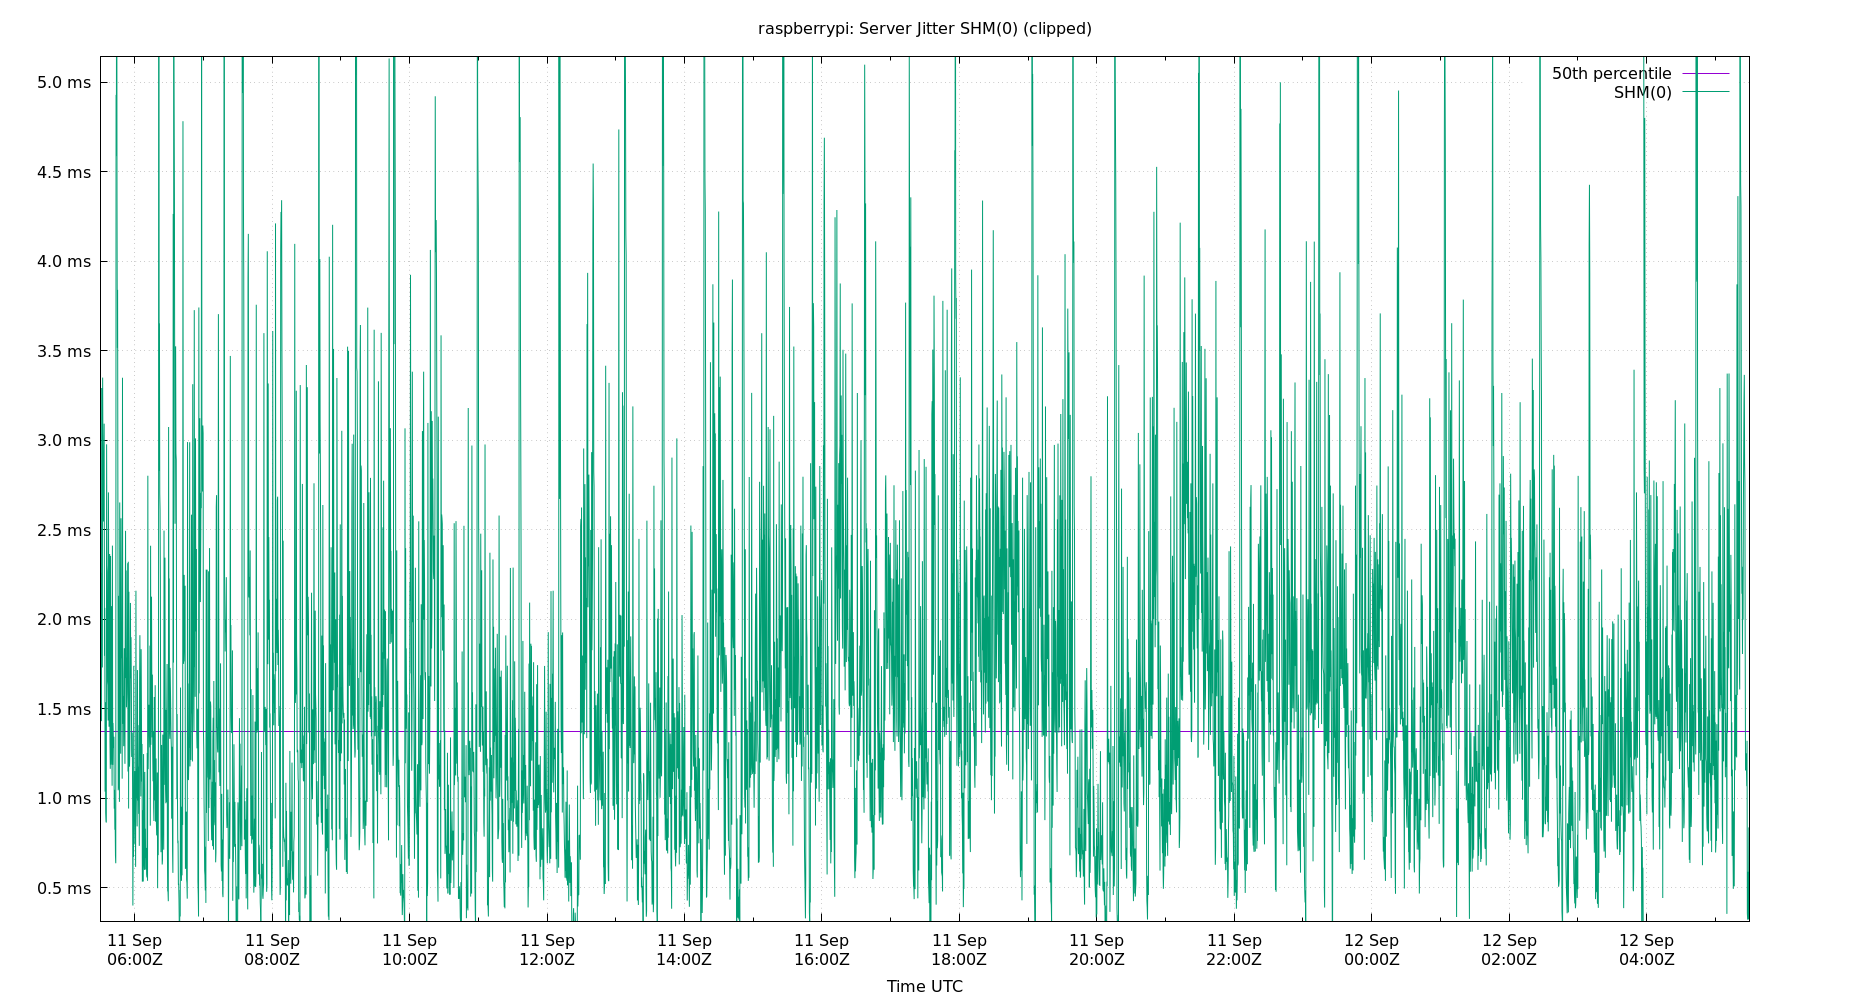 raspberrypi: Server Jitter SHM(0) (clipped)
50th percentile
SHM(0)
5.0 ms
4.5 ms
4.0 ms
3.5 ms
3.0 ms
2.5 ms
2.0 ms
1.5 ms
1.0 ms
0.5 ms
11 Sep 11 Sep 11 Sep 11 Sep 11 Sep 11 Sep 11 Sep 11 Sep 11 Sep 12 Sep 12 Sep 12 Sep
06:00Z 08:00Z 10:00Z 12:00Z 14:00Z 16:00Z 18:00Z 20:00Z 22:00Z 00:00Z 02:00Z 04:00Z
Time UTC